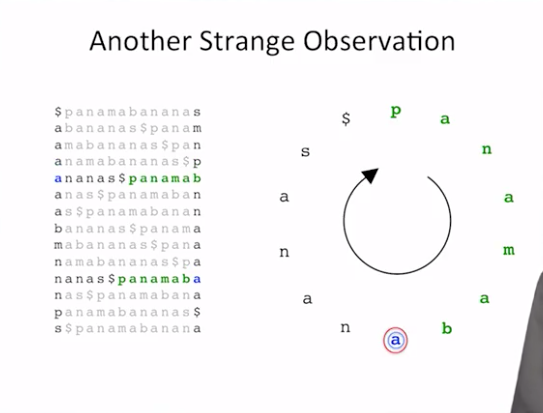 Another Strange Observation
$panamabananas
abananas$panam
amabananas$pan
anamabananas$p
ananas$panamab
anas$panamaban
as$panamabanan
bananas$panama
mabananas$pana
namabananas$pa
nanas$panamaba
nas$panamabana
panamabananas$
s$panamabanana
p
a
n
a
m
a
b
a
n
a
n
a
s
$